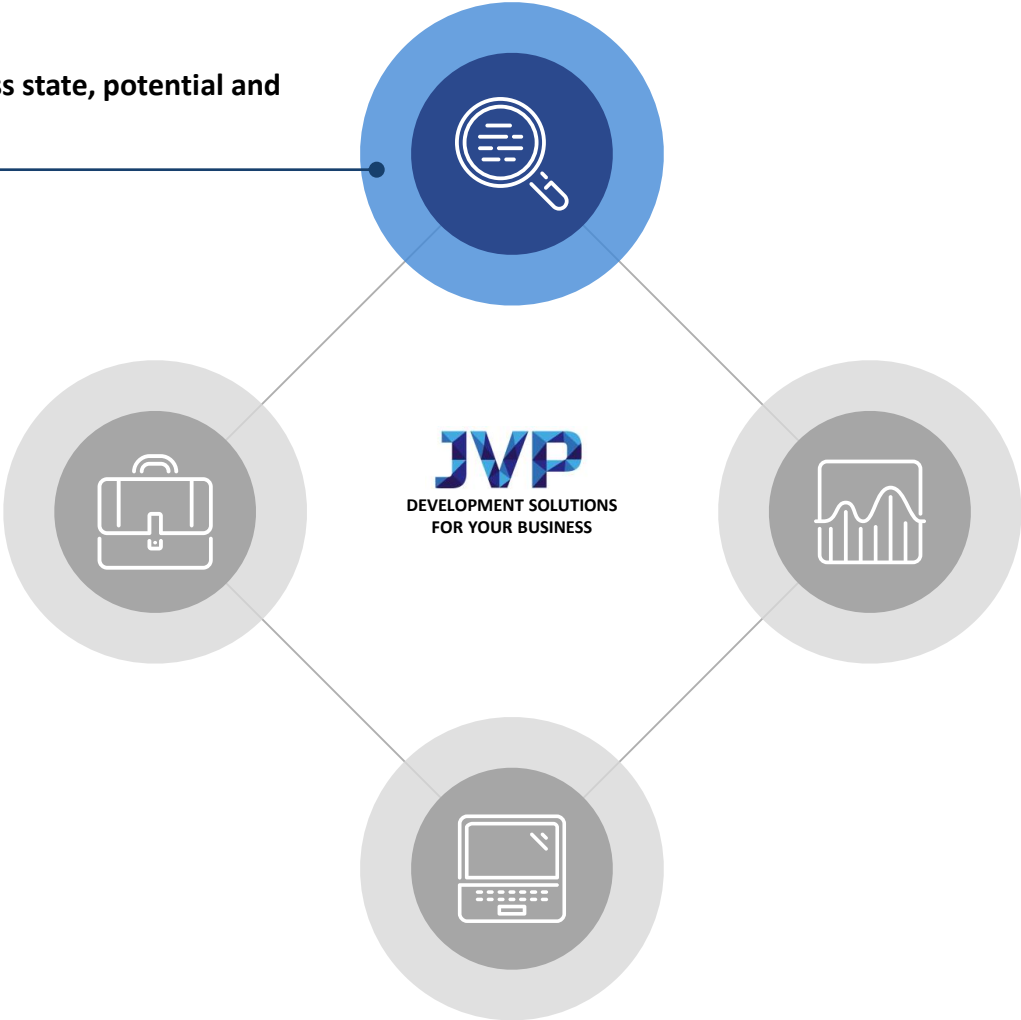 ss state, potential and
JVP
DEVELOPMENT SOLUTIONS
FOR YOUR BUSINESS